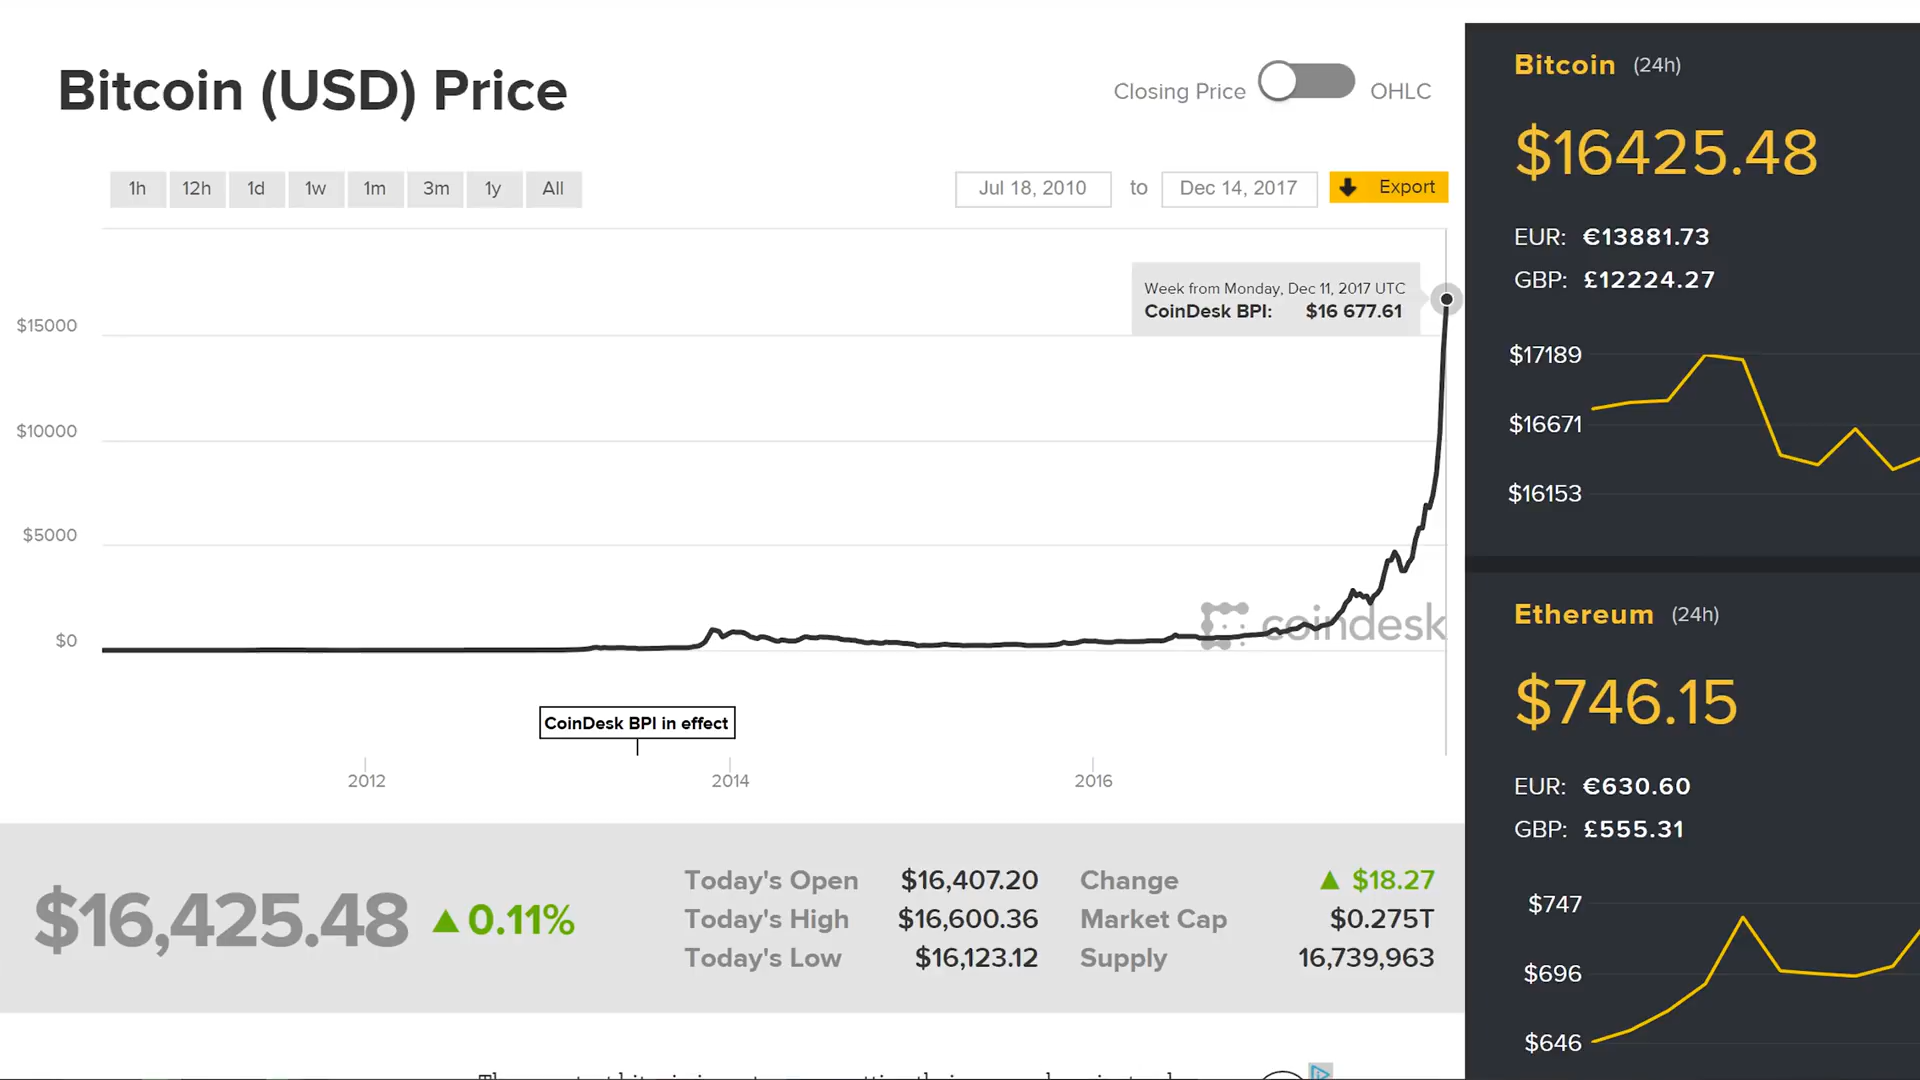 Bitcoin (USD) Price
Closing Price OHLC
1h 12h 1d 1w 1m 3m 1y All
Jul 18, 2010 to Dec 14, 2017 Export
Week from Monday, Dec 11, 2017 UTC
CoinDesk BPI: $16 677.61
$15000
$10000
$5000
$0
coindesk
CoinDesk BPI in effect
2012 2014 2016
$16,425.48 ▲ 0.11%
Today's Open $16,407.20
Today's High $16,600.36
Today's Low $16,123.12
Change ▲ $18.27
Market Cap $0.275T
Supply 16,739,963
Bitcoin (24h)
$16425.48
EUR: €13881.73
GBP: £12224.27
$17189
$16671
$16153
Ethereum (24h)
$746.15
EUR: €630.60
GBP: £555.31
$747
$696
$646